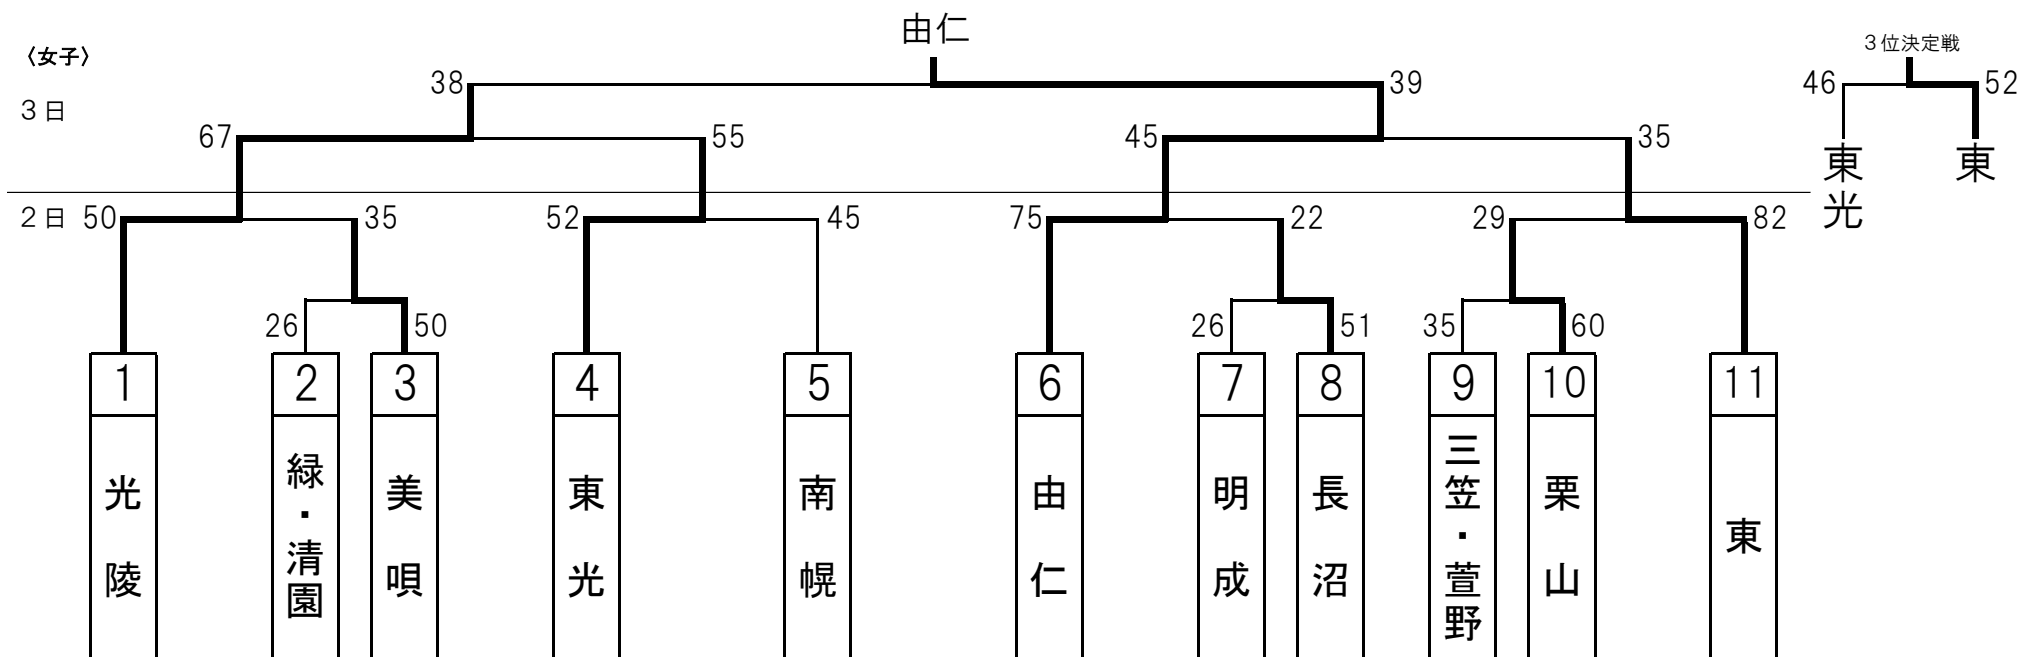 由仁
〈女子〉
3位決定戦
38
39
46
52
3日
67
55
45
35
東光
東
2日
50
35
52
45
75
22
29
82
26
50
26
51
35
60
1
2
3
4
5
6
7
8
9
10
11
光陵
緑・清園
美唄
東光
南幌
由仁
明成
長沼
三笠・萱野
栗山
東